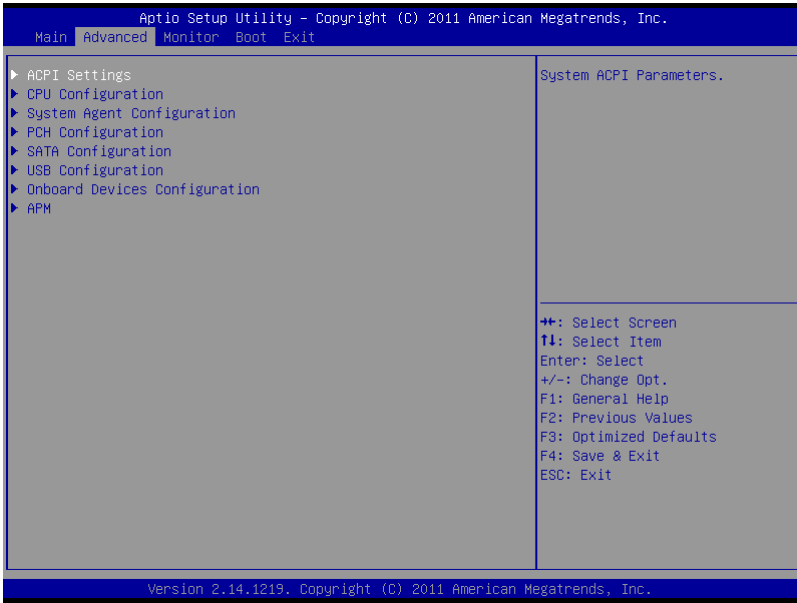 Aptio Setup Utility – Copyright (C) 2011 American Megatrends, Inc.
Main Advanced Monitor Boot Exit
ACPI Settings
CPU Configuration
System Agent Configuration
PCH Configuration
SATA Configuration
USB Configuration
Onboard Devices Configuration
APM
System ACPI Parameters.
→←: Select Screen
↑↓: Select Item
Enter: Select
+/-: Change Opt.
F1: General Help
F2: Previous Values
F3: Optimized Defaults
F4: Save & Exit
ESC: Exit
Version 2.14.1219. Copyright (C) 2011 American Megatrends, Inc.